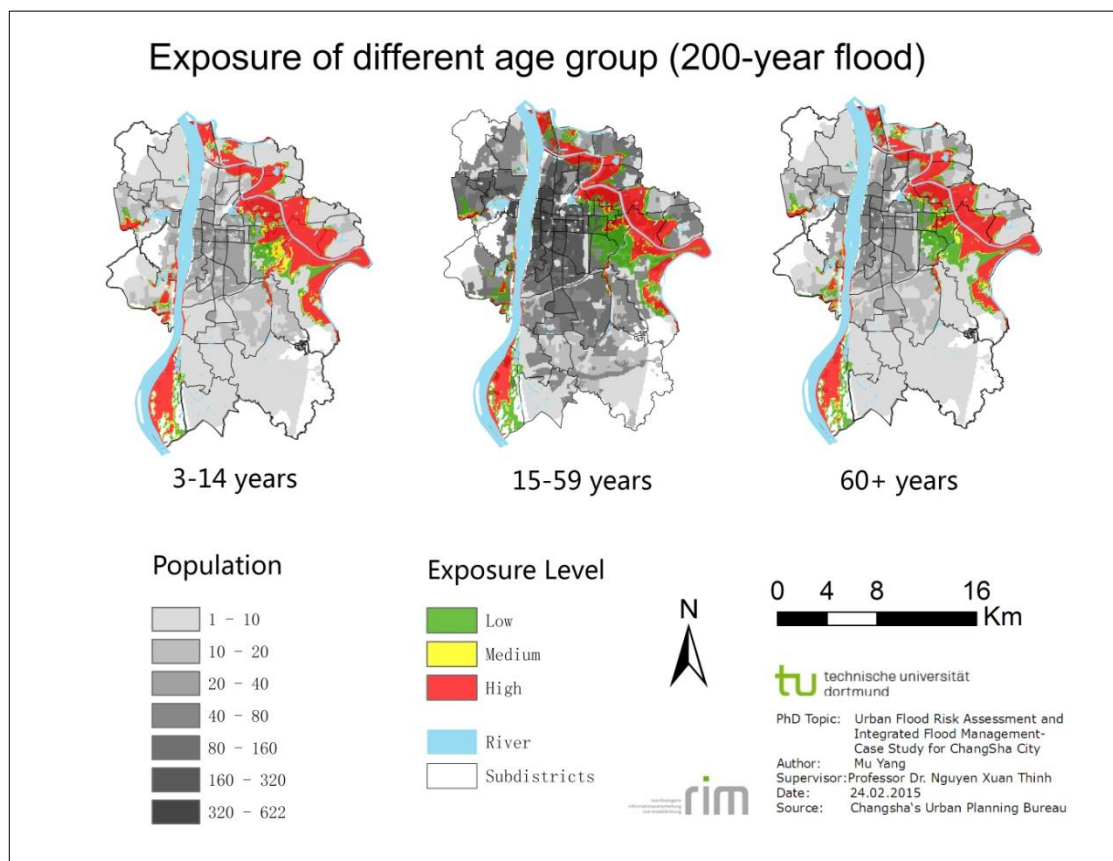 Exposure of different age group (200-year flood)
3-14 years
15-59 years
60+ years
Population
1 - 10
10 - 20
20 - 40
40 - 80
80 - 160
160 - 320
320 - 622
Exposure Level
Low
Medium
High
River
Subdistricts
N
0 4 8 16
Km
tu technische universität
dortmund
rim
PhD Topic: Urban Flood Risk Assessment and
Integrated Flood Management-
Case Study for ChangSha City
Author: Mu Yang
Supervisor:Professor Dr. Nguyen Xuan Thinh
Date: 24.02.2015
Source: Changsha's Urban Planning Bureau